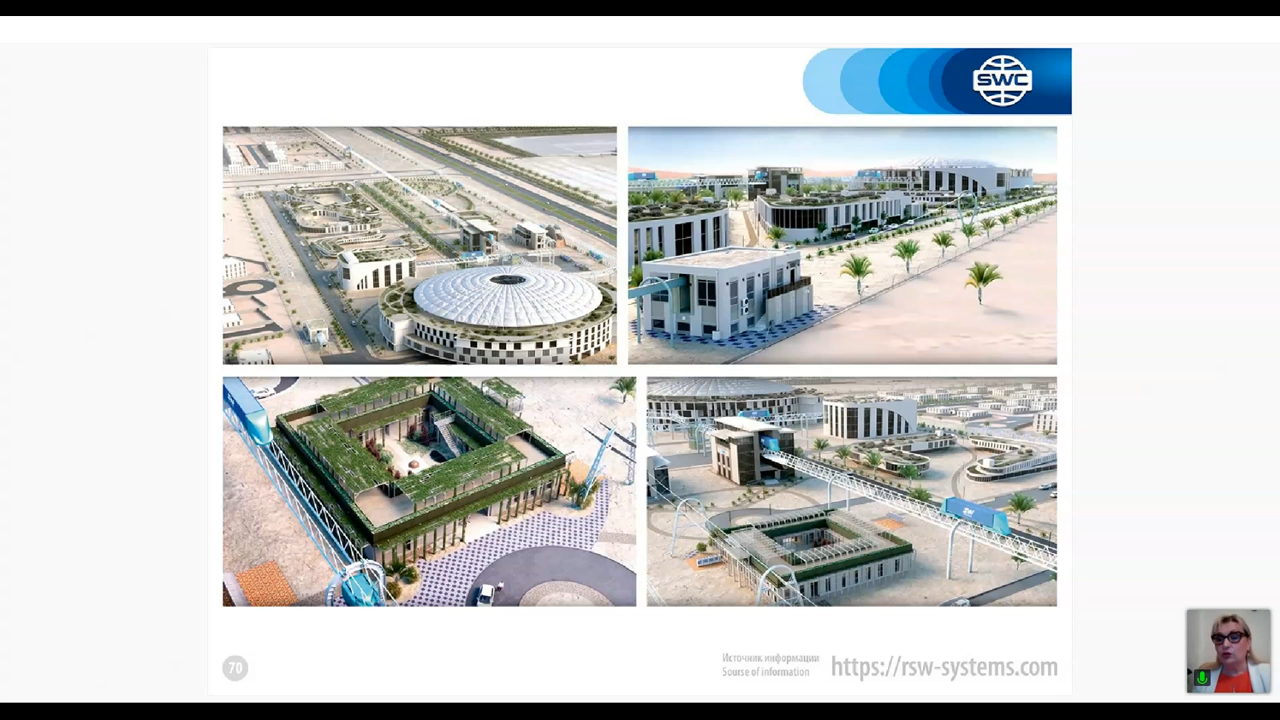 SWC
70
Источник информации
Sourse of information
https://rsw-systems.com